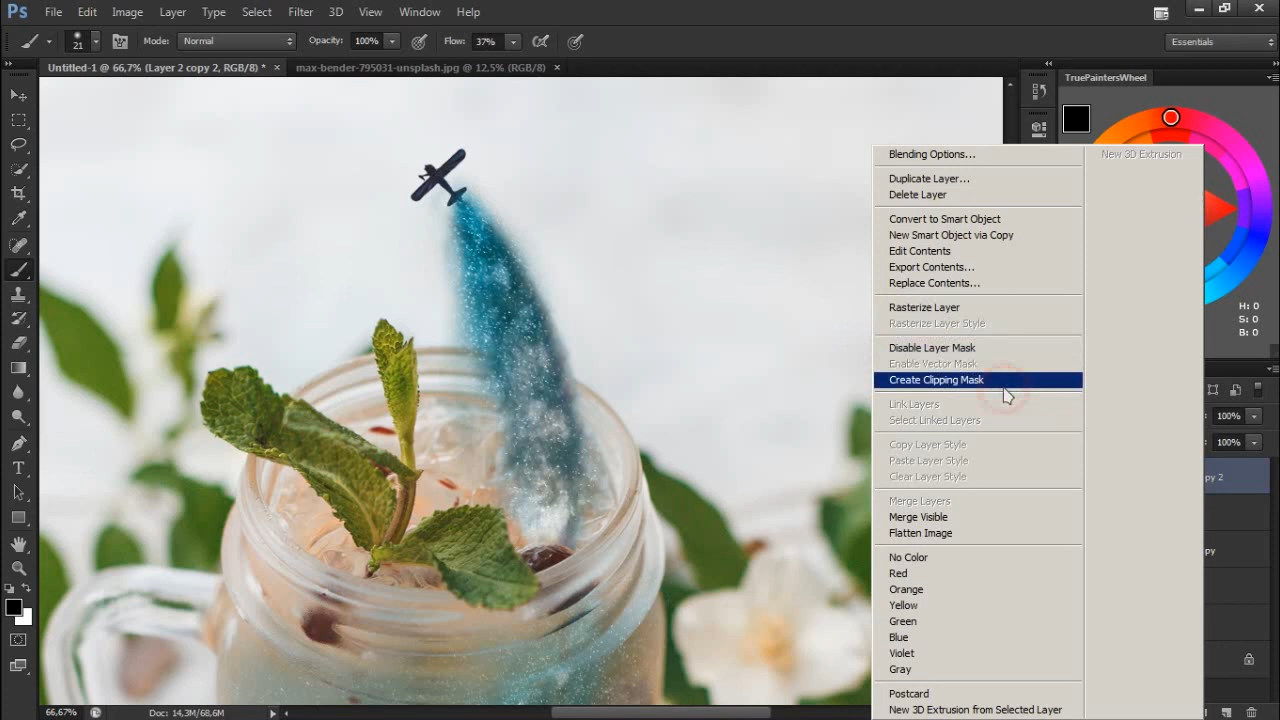 Ps File Edit Image Layer Type Select Filter 3D View Window Help
21 Mode: Normal Opacity: 100% Flow: 37% Essentials
Untitled-1 @ 66,7% (Layer 2 copy 2, RGB/8) * × max-bender-795031-unsplash.jpg @ 12,5% (RGB/8) ×
TruePaintersWheel
H: 0
S: 0
B: 0
Blending Options...
New 3D Extrusion
Duplicate Layer...
Delete Layer
Convert to Smart Object
New Smart Object via Copy
Edit Contents
Export Contents...
Replace Contents...
Rasterize Layer
Rasterize Layer Style
Disable Layer Mask
Enable Vector Mask
Create Clipping Mask
Link Layers
Select Linked Layers
Copy Layer Style
Paste Layer Style
Clear Layer Style
Merge Layers
Merge Visible
Flatten Image
No Color
Red
Orange
Yellow
Green
Blue
Violet
Gray
Postcard
New 3D Extrusion from Selected Layer
: 100%
: 100%
py 2
py
T
66,67% Doc: 14,3M/68,6M